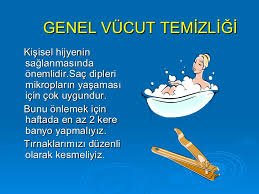 GENEL VÜCUT TEMİZLİĞİ
Kişisel hijyenin
sağlanmasında
önemlidir.Saç dipleri
mikropların yaşaması
için çok uygundur.
Bunu önlemek için
haftada en az 2 kere
banyo yapmalıyız.
Tırnaklarımızı düzenli
olarak kesmeliyiz.